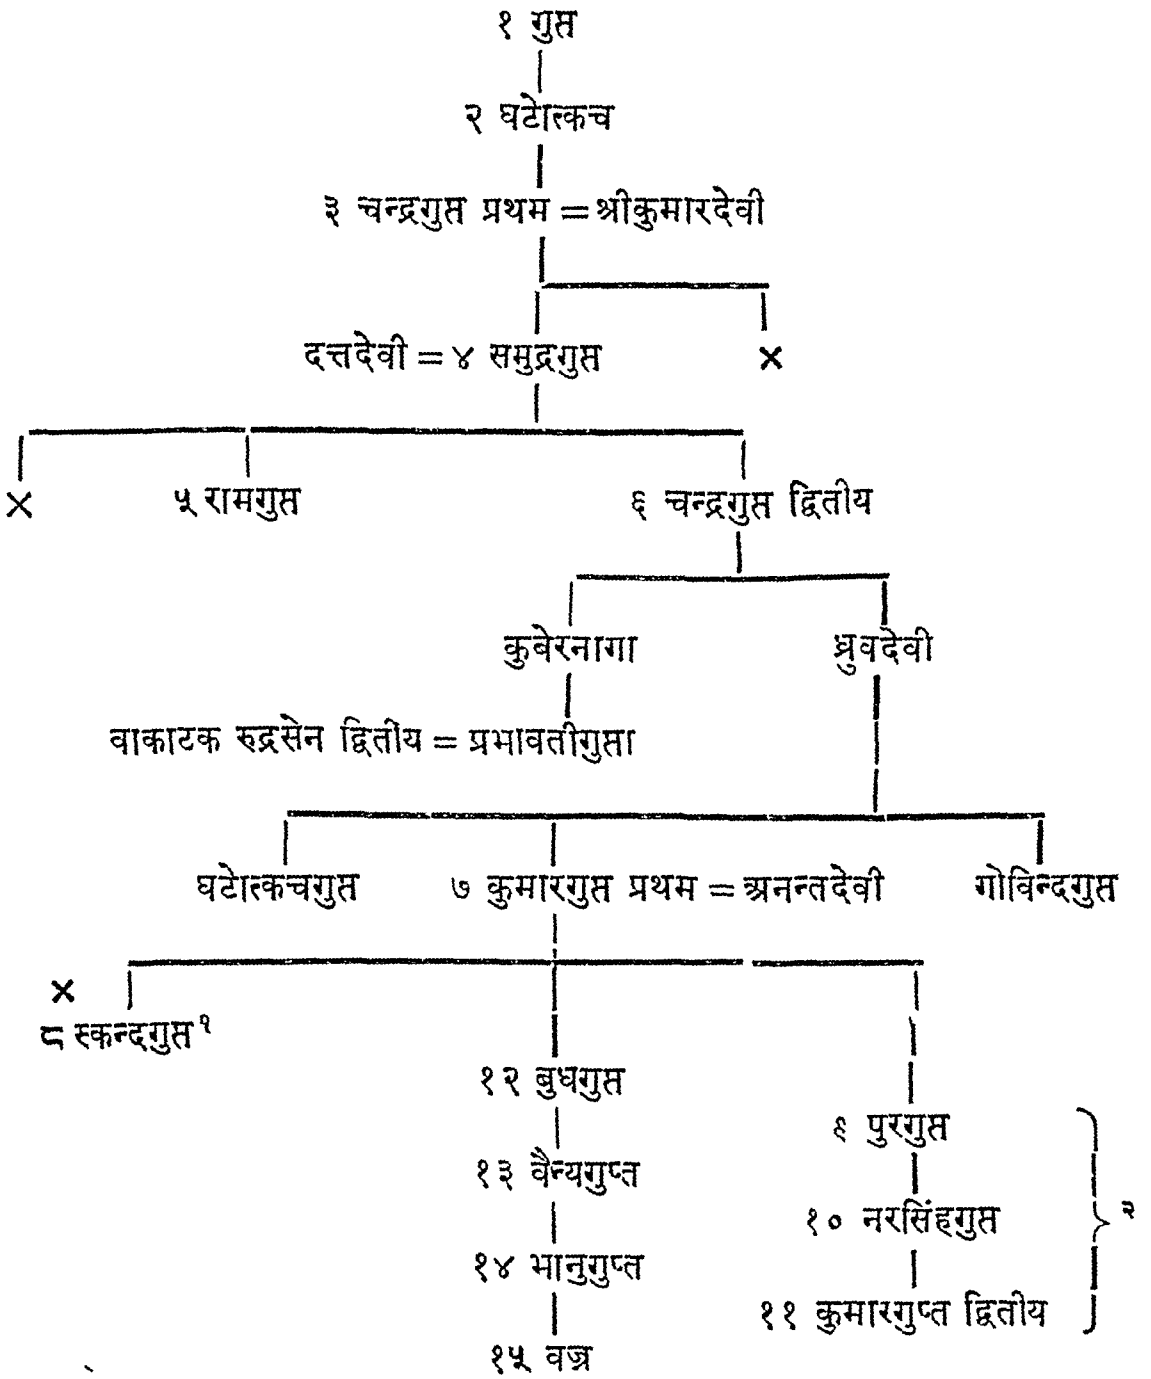 १ गुप्त
२ घटोत्कच
३ चन्द्रगुप्त प्रथम = श्रीकुमारदेवी
दत्तदेवी = ४ समुद्रगुप्त ×
× ५ रामगुप्त ६ चन्द्रगुप्त द्वितीय
कुबेरनागा ध्रुवदेवी
वाकाटक रुद्रसेन द्वितीय = प्रभावतीगुप्ता
घटोत्कचगुप्त ७ कुमारगुप्त प्रथम = अनन्तदेवी गोविन्दगुप्त
×
८ स्कन्दगुप्त १
१२ बुधगुप्त
९ पुरगुप्त
१३ वैन्यगुप्त
१० नरसिंहगुप्त २
१४ भानुगुप्त
११ कुमारगुप्त द्वितीय
१५ वज्र